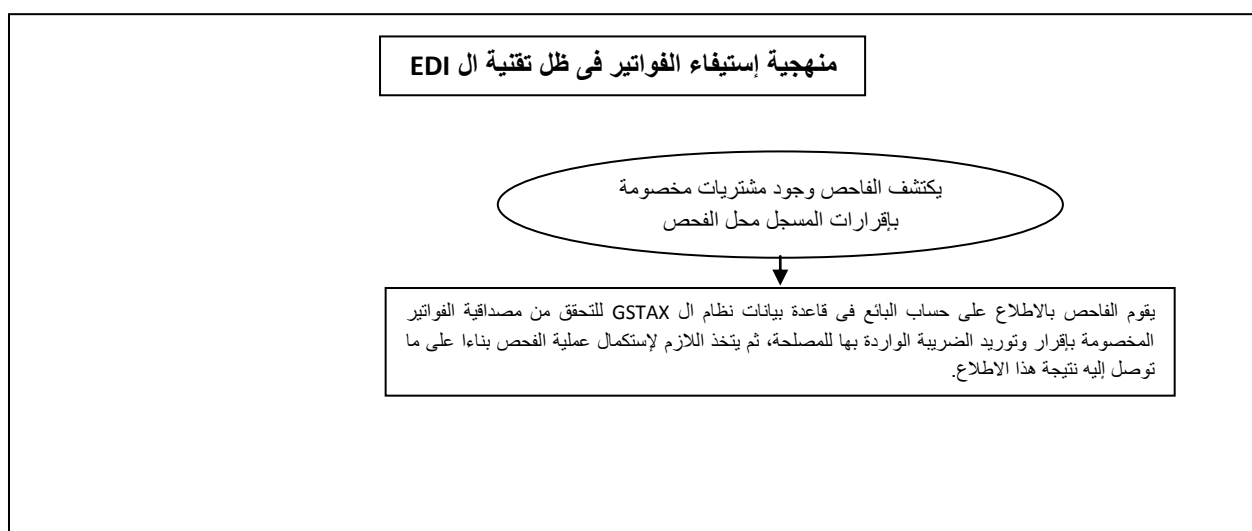 منهجية إستيفاء الفواتير فى ظل تقنية ال EDI
يكتشف الفاحص وجود مشتريات مخصومة
بإقرارات المسجل محل الفحص
يقوم الفاحص بالاطلاع على حساب البائع فى قاعدة بيانات نظام ال GSTAX للتحقق من مصداقية الفواتير
المخصومة بإقرار وتوريد الضريبة الواردة بها للمصلحة، ثم يتخذ اللازم لإستكمال عملية الفحص بناءا على ما
توصل إليه نتيجة هذا الاطلاع.